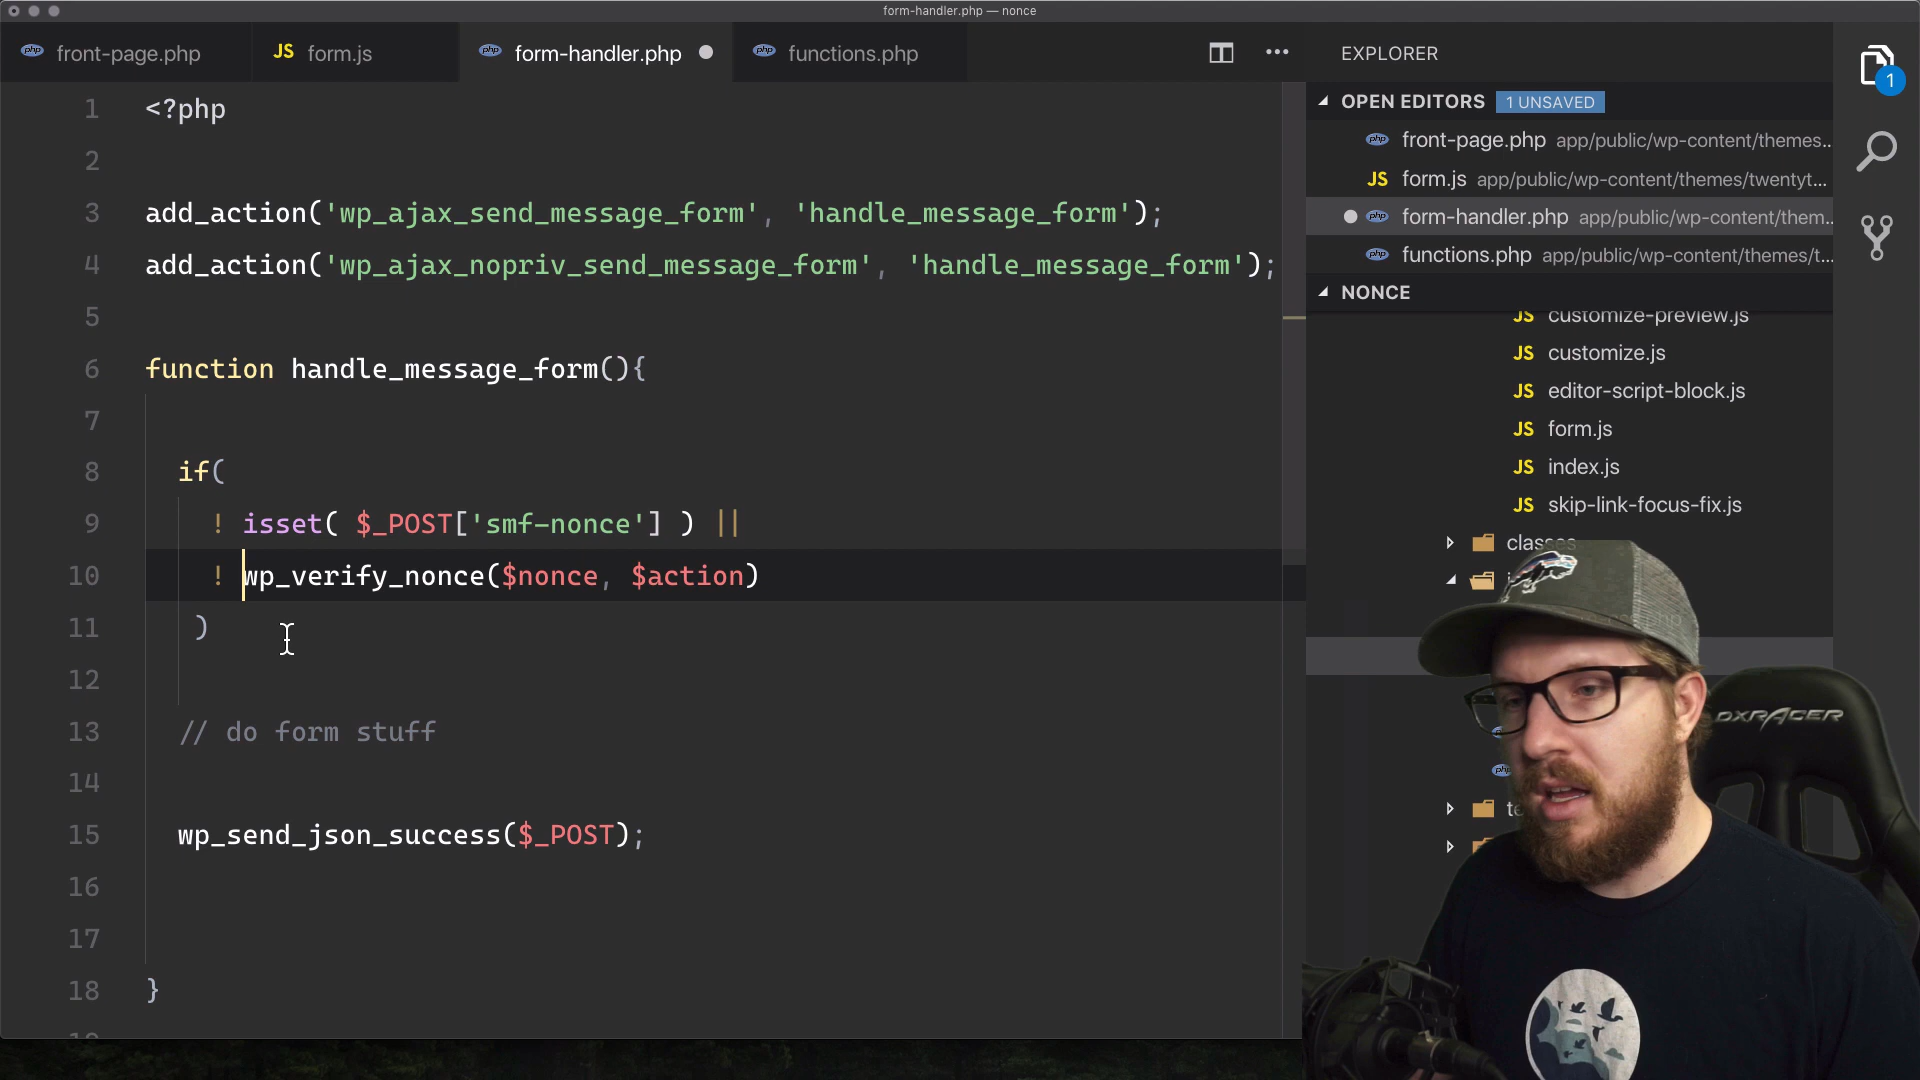 form-handler.php — nonce
front-page.php
JS form.js
form-handler.php
functions.php
EXPLORER
1
OPEN EDITORS 1 UNSAVED
front-page.php app/public/wp-content/themes...
JS form.js app/public/wp-content/themes/twentyt...
form-handler.php app/public/wp-content/them...
functions.php app/public/wp-content/themes/t...
NONCE
JS customize-preview.js
JS customize.js
JS editor-script-block.js
JS form.js
JS index.js
JS skip-link-focus-fix.js
classes
1 <?php
2
3 add_action('wp_ajax_send_message_form', 'handle_message_form');
4 add_action('wp_ajax_nopriv_send_message_form', 'handle_message_form');
5
6 function handle_message_form(){
7
8 if(
9 ! isset( $_POST['smf-nonce'] ) ||
10 ! wp_verify_nonce($nonce, $action)
11 )
12
13 // do form stuff
14
15 wp_send_json_success($_POST);
16
17
18 }
DXRACER